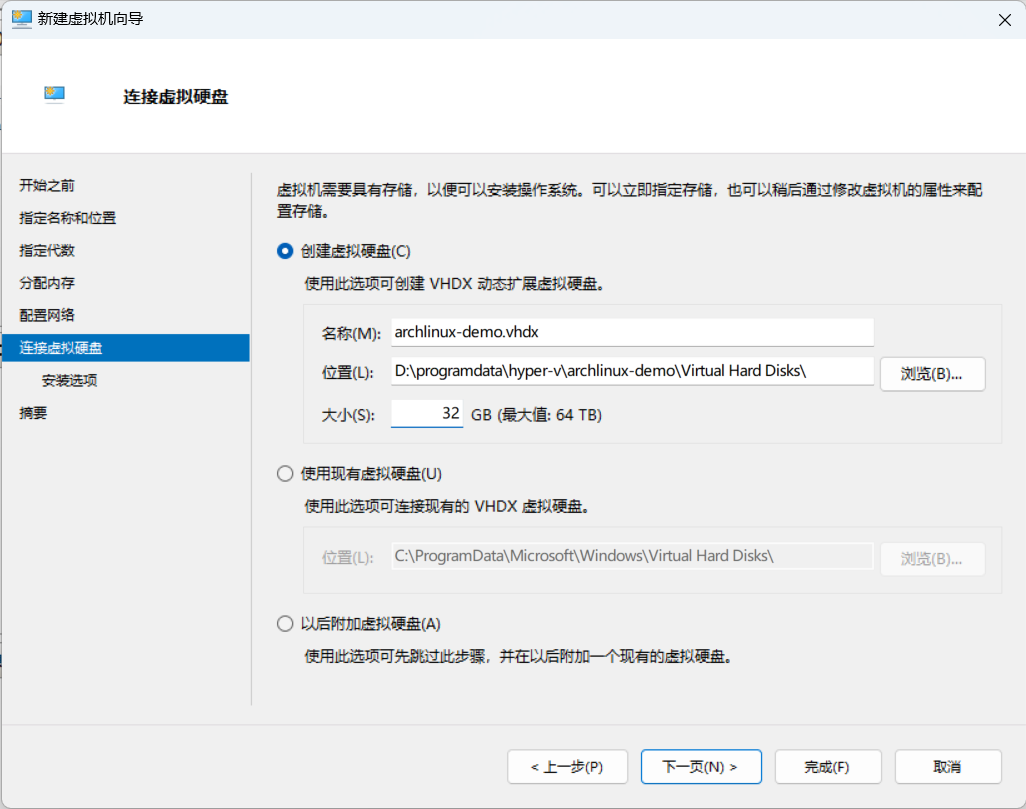 新建虚拟机向导
连接虚拟硬盘
开始之前
指定名称和位置
指定代数
分配内存
配置网络
连接虚拟硬盘
安装选项
摘要
虚拟机需要具有存储，以便可以安装操作系统。可以立即指定存储，也可以稍后通过修改虚拟机的属性来配
置存储。
创建虚拟硬盘(C)
使用此选项可创建 VHDX 动态扩展虚拟硬盘。
名称(M): archlinux-demo.vhdx
位置(L): D:\programdata\hyper-v\archlinux-demo\Virtual Hard Disks\ 浏览(B)...
大小(S): 32 GB (最大值: 64 TB)
使用现有虚拟硬盘(U)
使用此选项可连接现有的 VHDX 虚拟硬盘。
位置(L): C:\ProgramData\Microsoft\Windows\Virtual Hard Disks\ 浏览(B)...
以后附加虚拟硬盘(A)
使用此选项可先跳过此步骤，并在以后附加一个现有的虚拟硬盘。
< 上一步(P) 下一页(N) > 完成(F) 取消